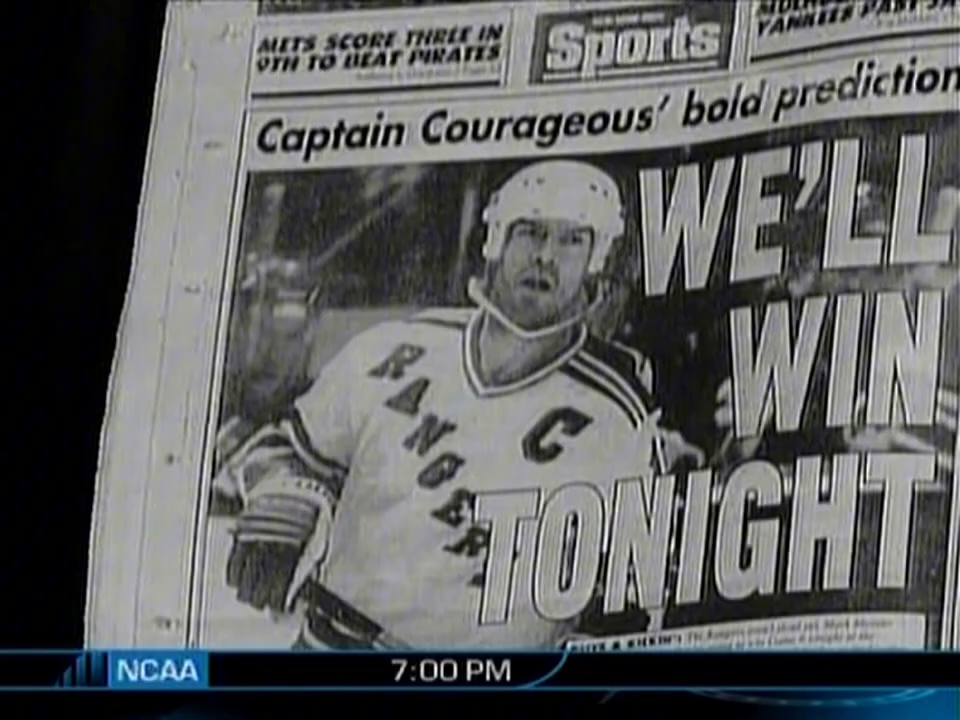 METS SCORE THREE IN
9TH TO BEAT PIRATES
Sports
YANKEES PAST
Captain Courageous' bold prediction
WE'LL
WIN
TONIGHT
RANGER
C
NCAA 7:00 PM